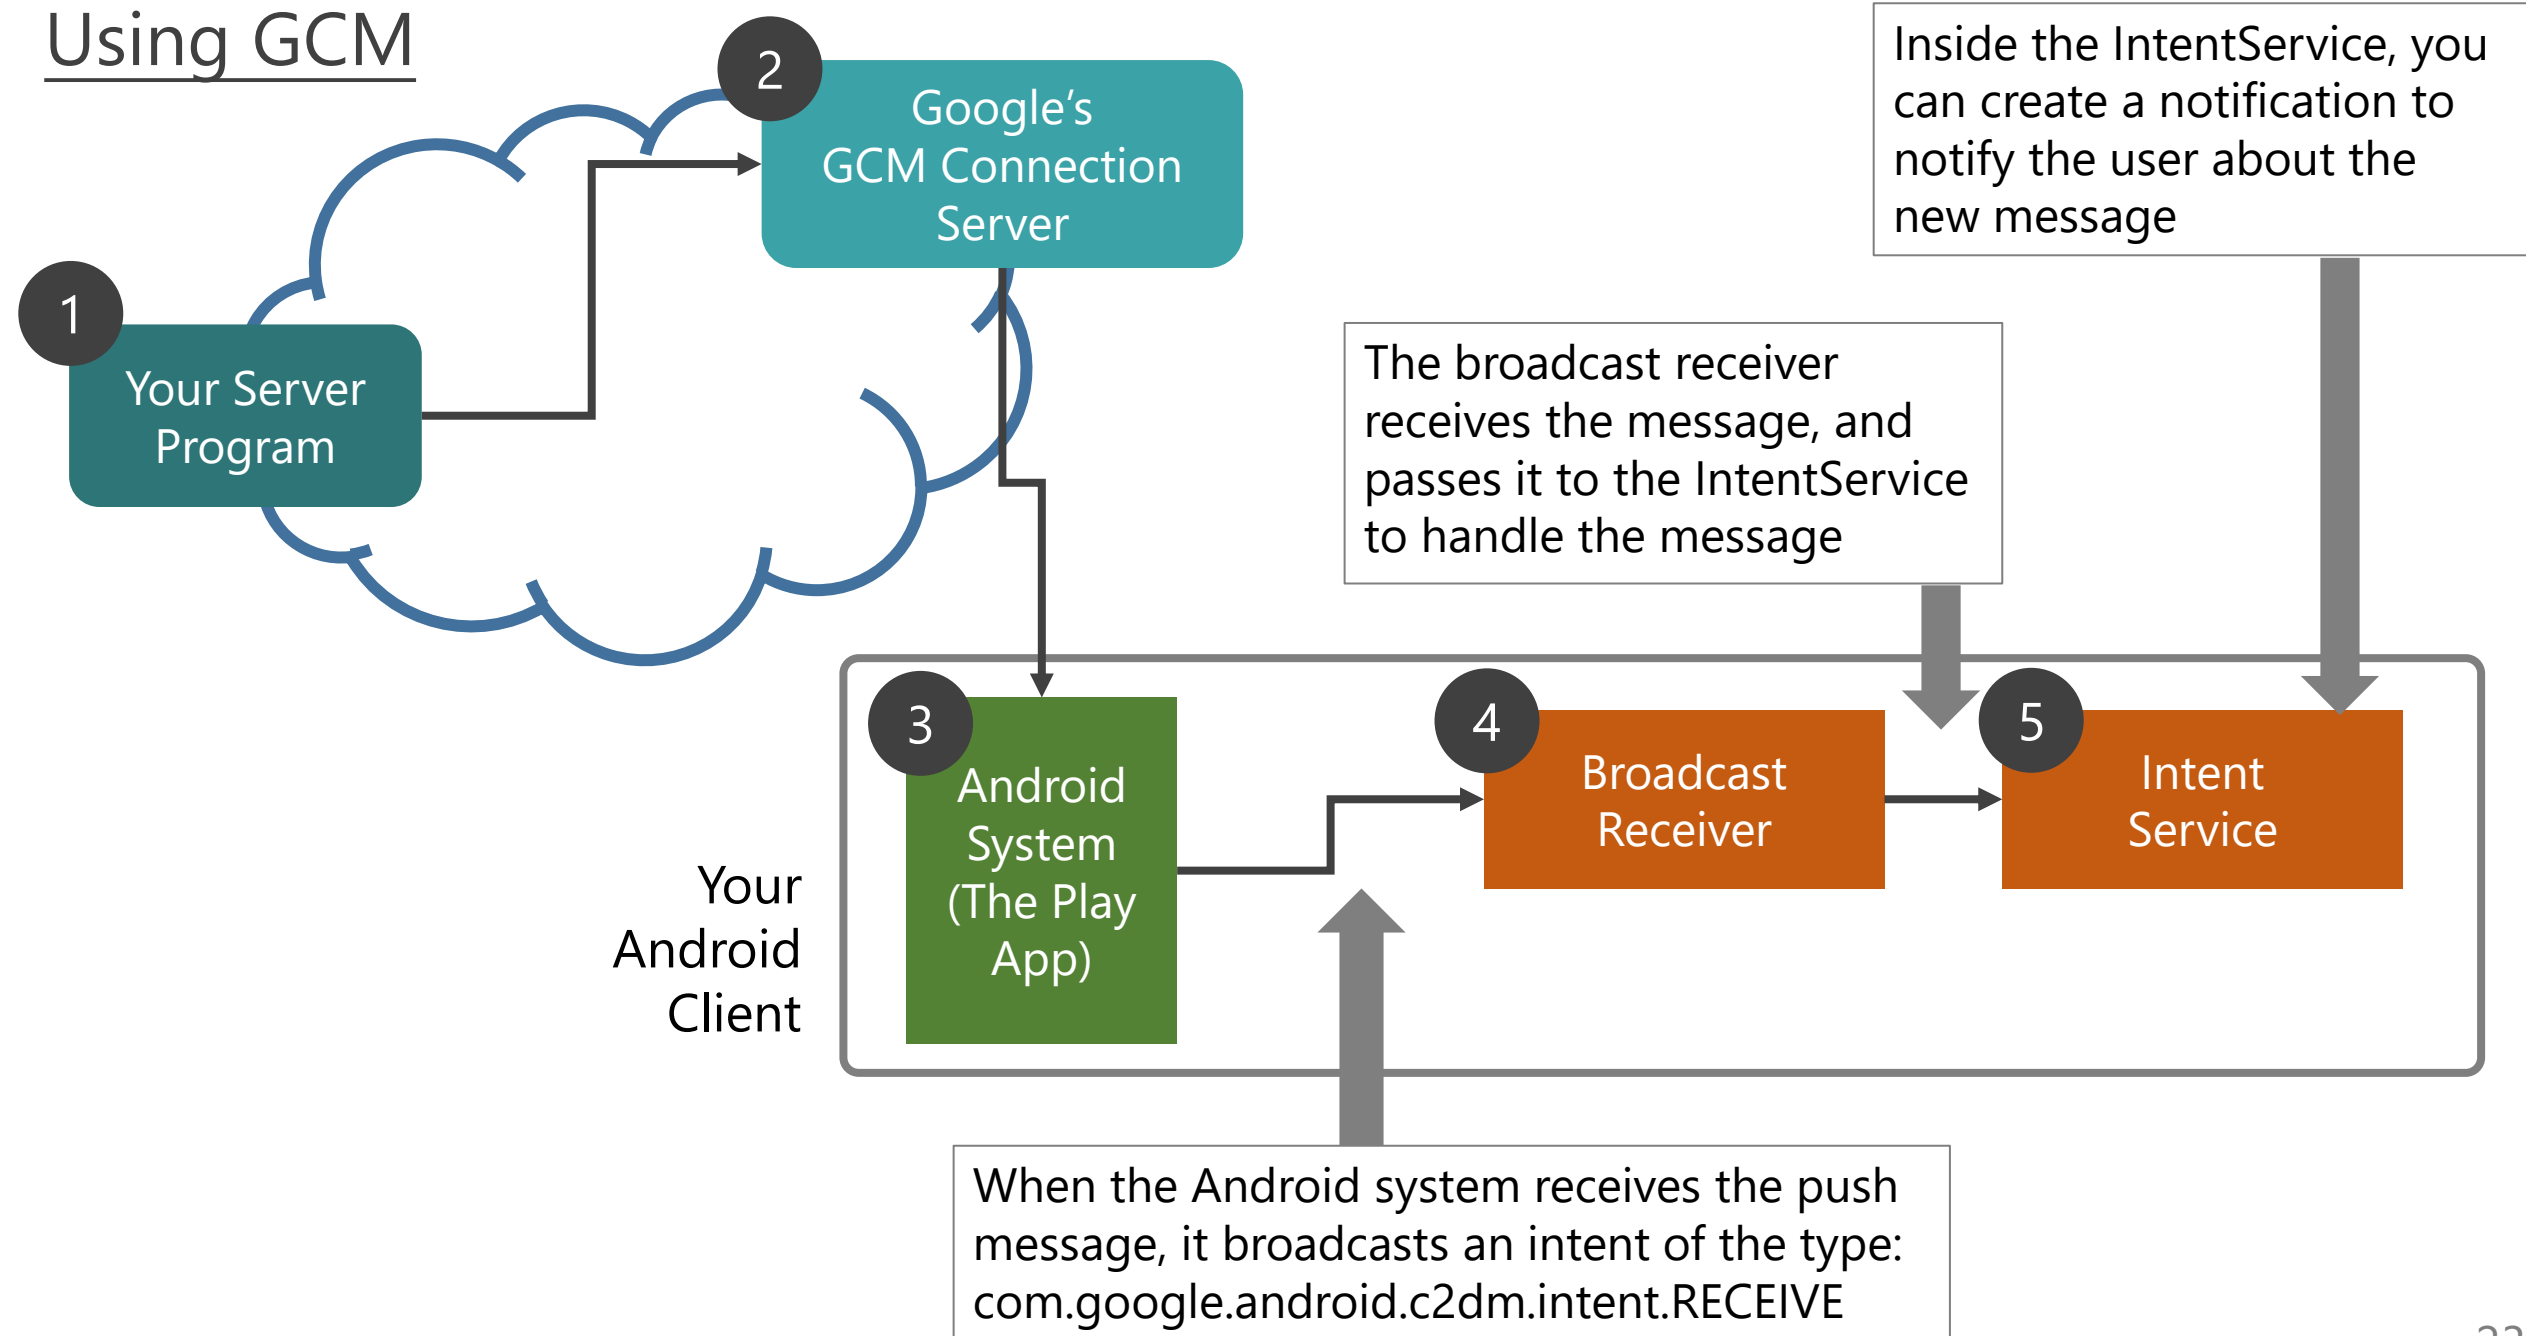 Using GCM
2
Google’s
GCM Connection
Server
Inside the IntentService, you
can create a notification to
notify the user about the
new message
1
Your Server
Program
The broadcast receiver
receives the message, and
passes it to the IntentService
to handle the message
3
Android
System
(The Play
App)
4
Broadcast
Receiver
5
Intent
Service
Your
Android
Client
When the Android system receives the push
message, it broadcasts an intent of the type:
com.google.android.c2dm.intent.RECEIVE